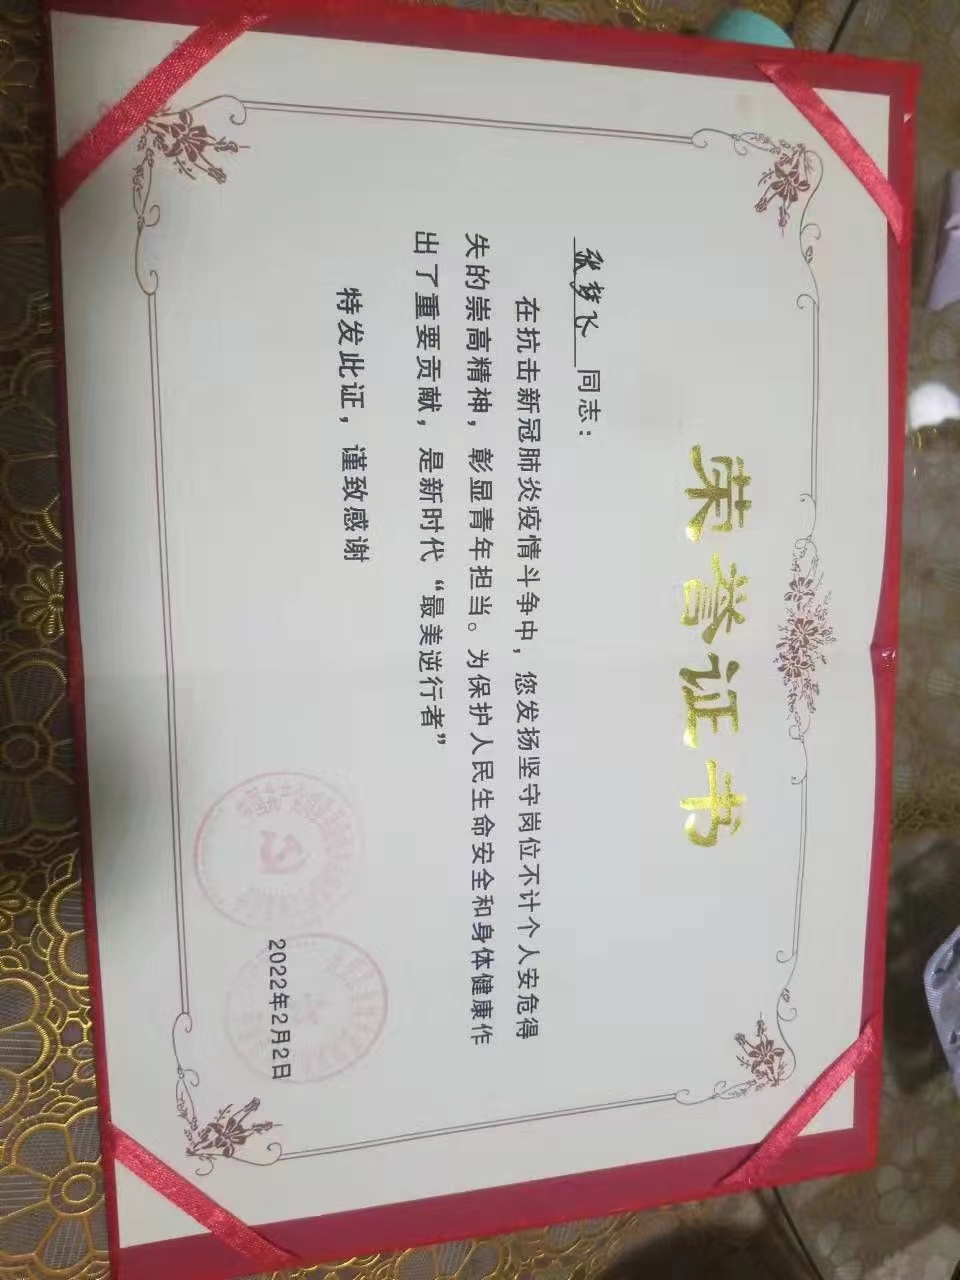 荣誉证书
张梦飞 同志：
在抗击新冠肺炎疫情斗争中，您发扬坚守岗位不计个人安危得
失的崇高精神，彰显青年担当。为保护人民生命安全和身体健康作
出了重要贡献，是新时代“最美逆行者”
特发此证，谨致感谢
2022年2月2日